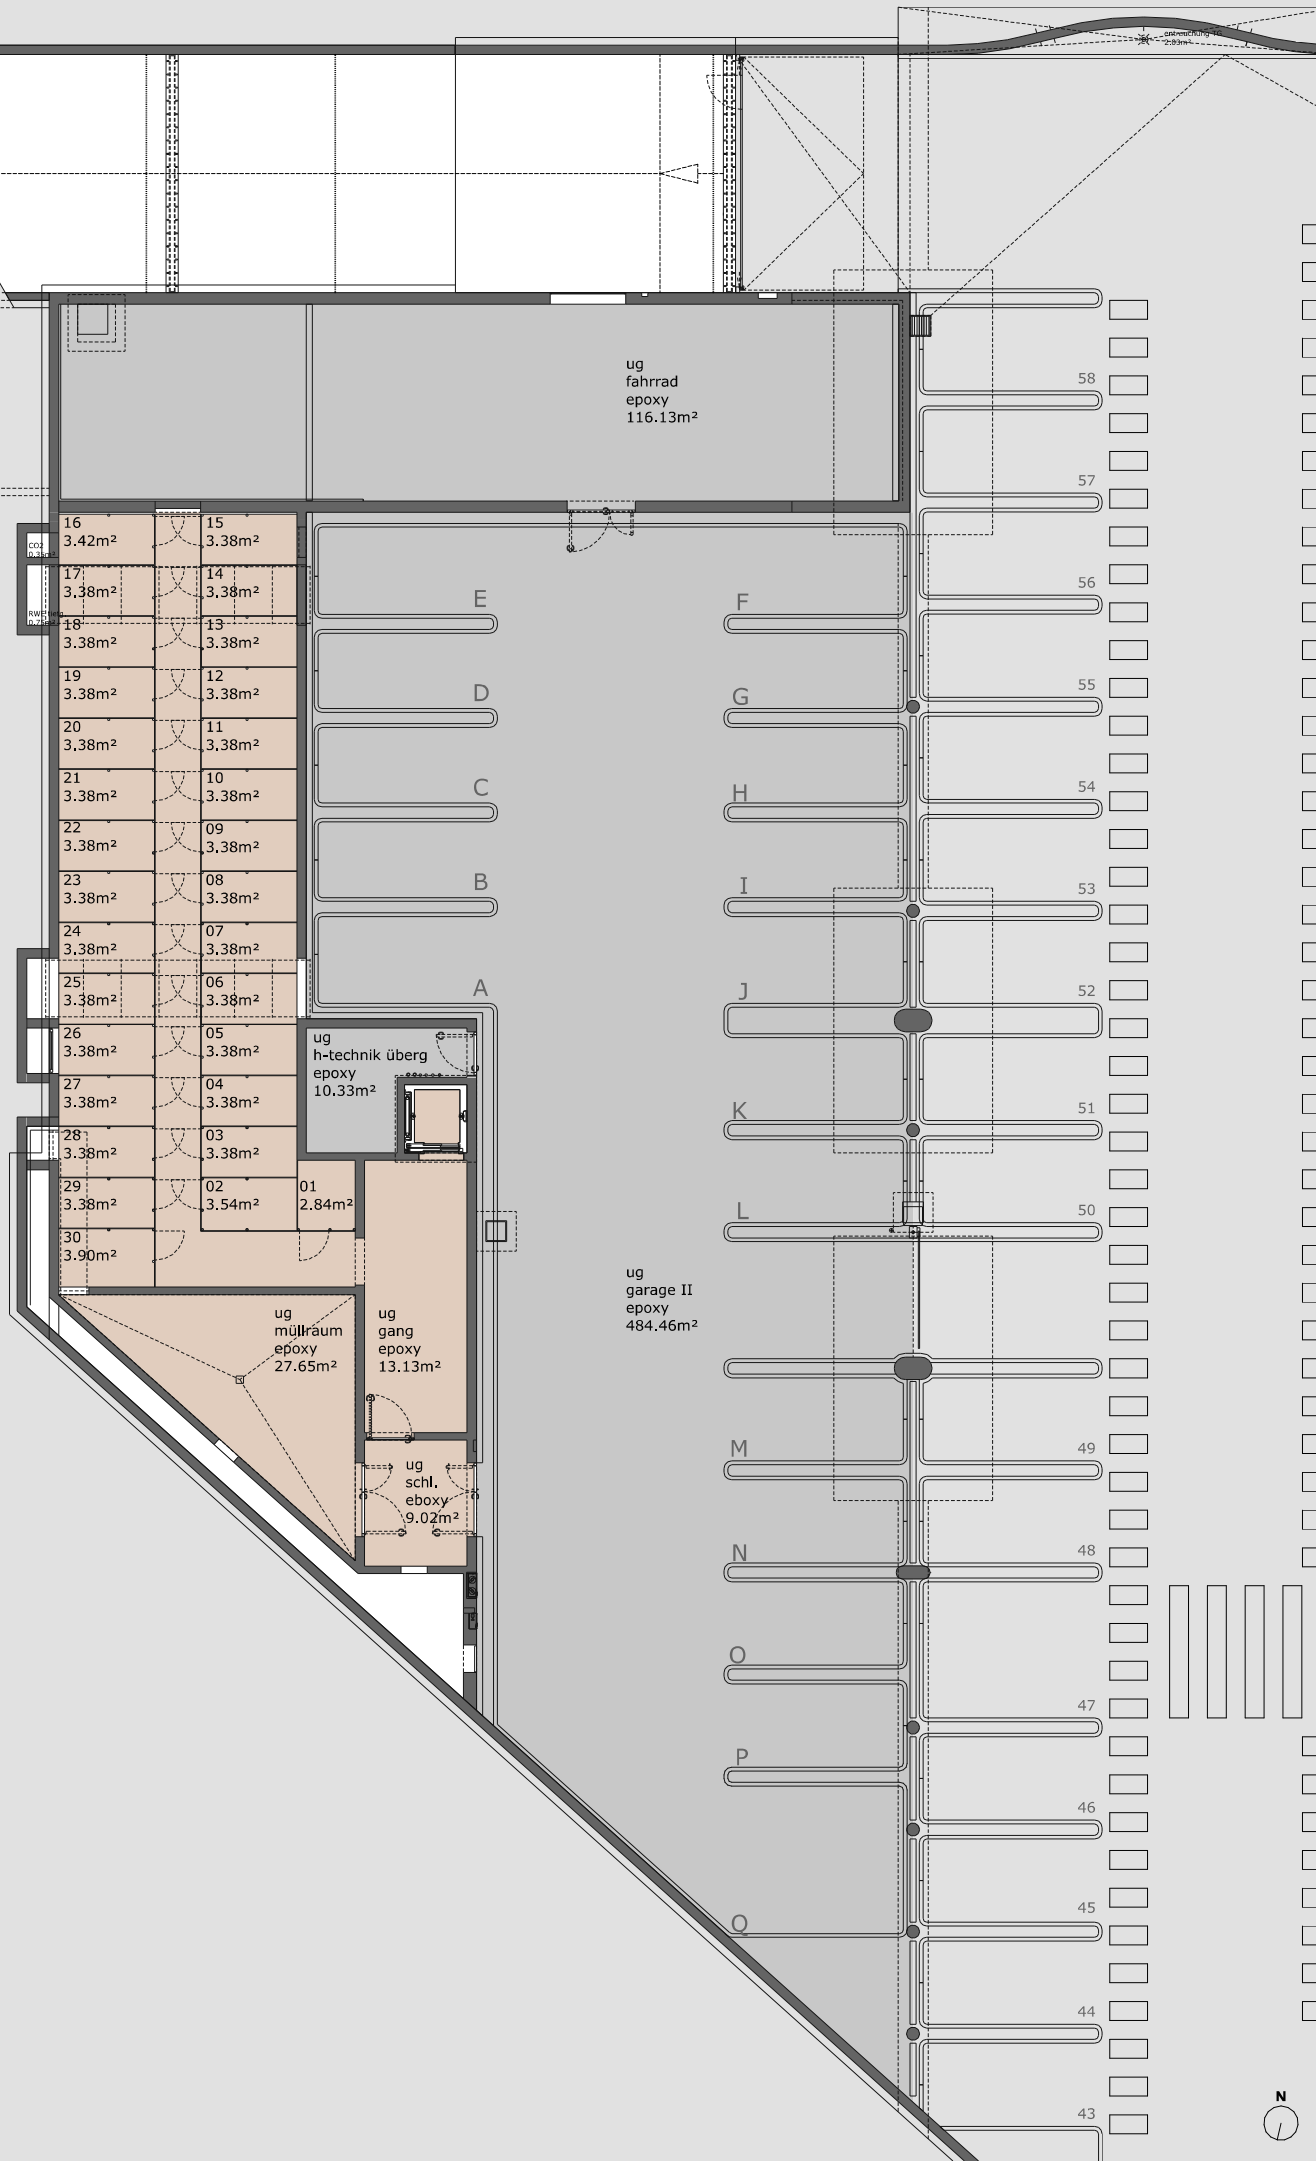 entrauchung TG
2.03m²
ug
fahrrad
epoxy
116.13m²
58
57
56
55
54
53
52
51
50
49
48
47
46
45
44
43
16
3.42m²
15
3.38m²
CO2
17
3.38m²
14
3.38m²
18
3.38m²
13
3.38m²
19
3.38m²
12
3.38m²
20
3.38m²
11
3.38m²
21
3.38m²
10
3.38m²
22
3.38m²
09
3.38m²
23
3.38m²
08
3.38m²
24
3.38m²
07
3.38m²
25
3.38m²
06
3.38m²
26
3.38m²
05
3.38m²
27
3.38m²
04
3.38m²
28
3.38m²
03
3.38m²
29
3.38m²
02
3.54m²
01
2.84m²
30
3.90m²
E
D
C
B
A
F
G
H
I
J
K
L
M
N
O
P
Q
ug
h-technik überg
epoxy
10.33m²
ug
garage II
epoxy
484.46m²
ug
müllraum
epoxy
27.65m²
ug
gang
epoxy
13.13m²
ug
schl.
eboxy
9.02m²
N